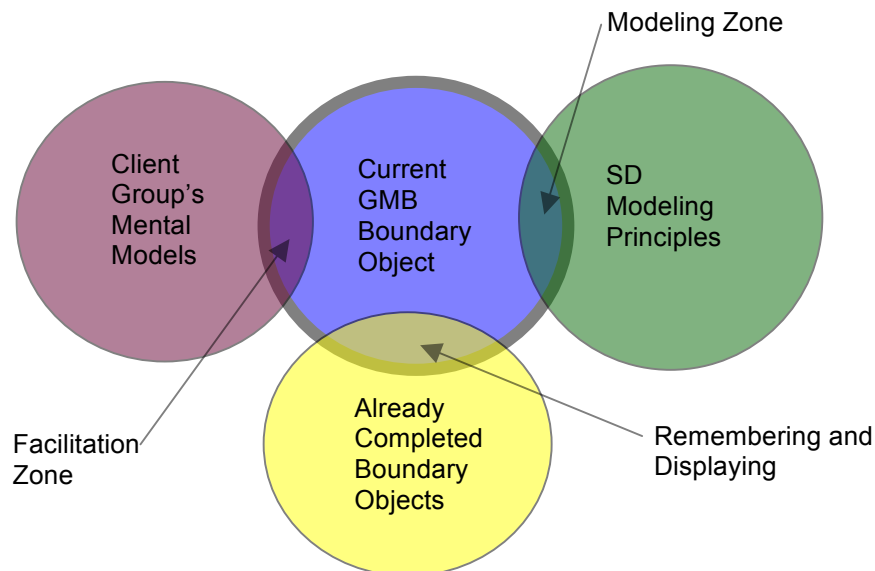 Modeling Zone
Client
Group’s
Mental
Models
Current
GMB
Boundary
Object
SD
Modeling
Principles
Already
Completed
Boundary
Objects
Facilitation
Zone
Remembering and
Displaying